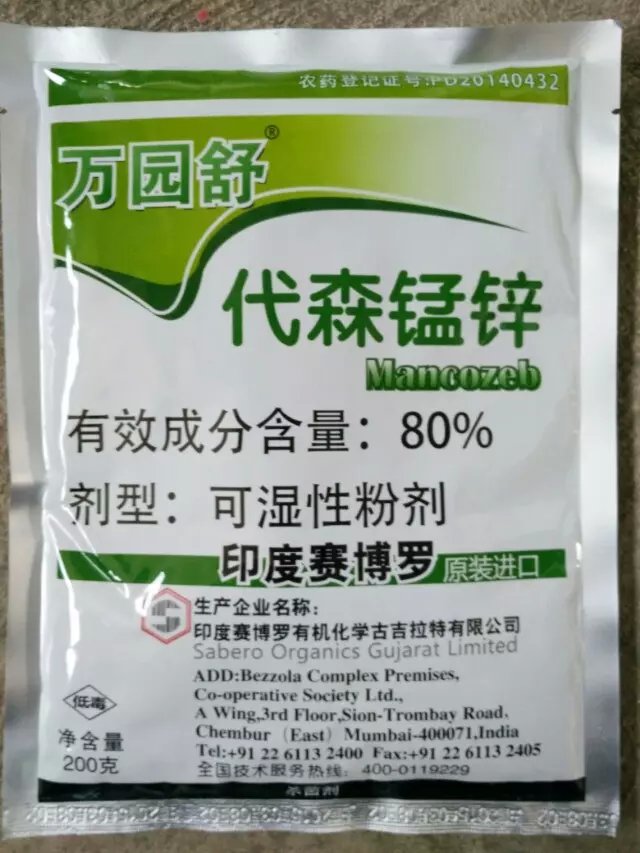 农药登记证号:PD20140432
万园舒®
代森锰锌
Mancozeb
有效成分含量：80%
剂型：可湿性粉剂
印度赛博罗 原装进口
生产企业名称：
印度赛博罗有机化学古吉拉特有限公司
Sabero Organics Gujarat Limited
ADD:Bezzola Complex Premises,
Co-operative Society Ltd.,
A Wing,3rd Floor,Sion-Trombay Road,
Chembur (East) Mumbai-400071,India
Tel:+91 22 6113 2400 Fax:+91 22 6113 2405
全国技术服务热线：400-0119229
低毒
净含量
200克
杀菌剂